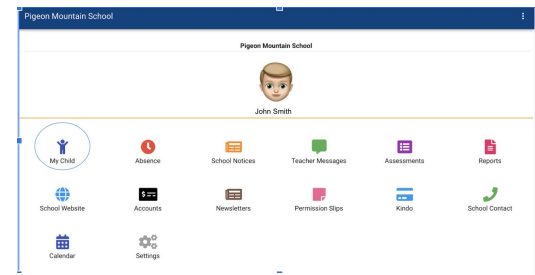 Pigeon Mountain School
Pigeon Mountain School
John Smith
My Child
Absence
School Notices
Teacher Messages
Assessments
Reports
School Website
Accounts
Newsletters
Permission Slips
Kindo
School Contact
Calendar
Settings